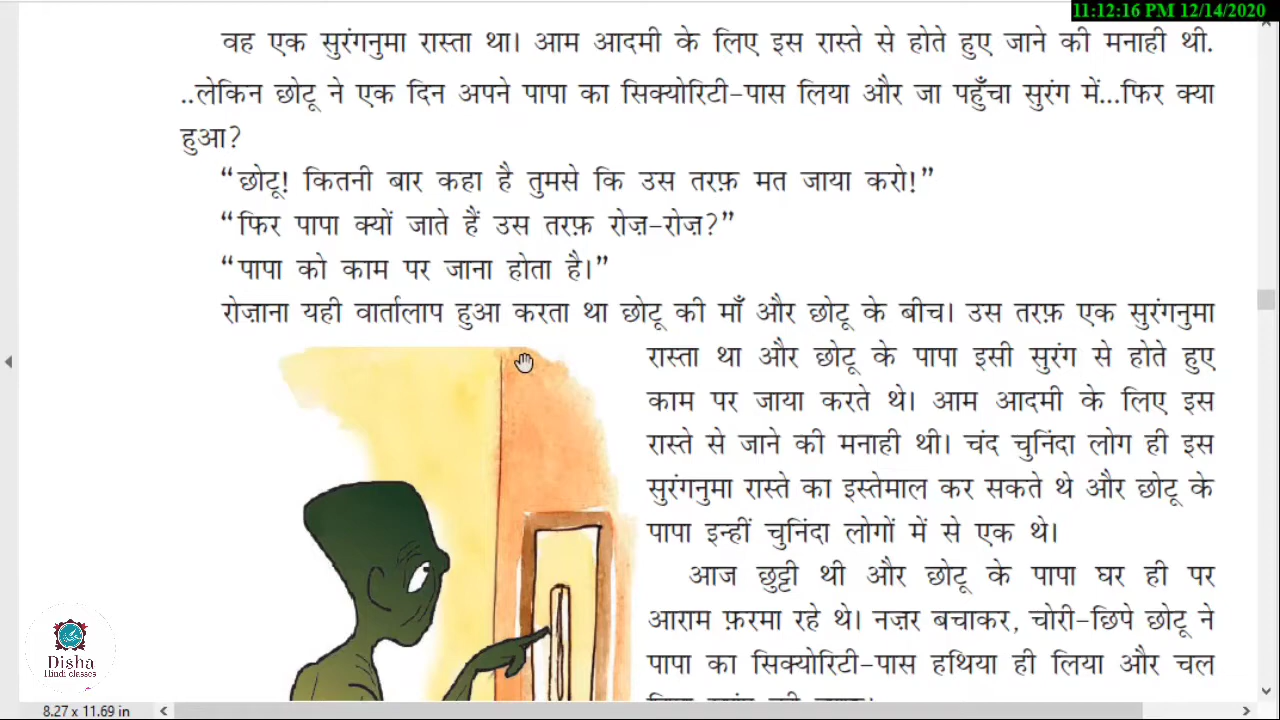 11:12:16 PM 12/14/2020
वह एक सुरंगनुमा रास्ता था। आम आदमी के लिए इस रास्ते से होते हुए जाने की मनाही थी.
..लेकिन छोटू ने एक दिन अपने पापा का सिक्योरिटी-पास लिया और जा पहुँचा सुरंग में...फिर क्या
हुआ?
“छोटू! कितनी बार कहा है तुमसे कि उस तरफ़ मत जाया करो!”
“फिर पापा क्यों जाते हैं उस तरफ़ रोज़-रोज़?”
“पापा को काम पर जाना होता है।”
रोज़ाना यही वार्तालाप हुआ करता था छोटू की माँ और छोटू के बीच। उस तरफ़ एक सुरंगनुमा
रास्ता था और छोटू के पापा इसी सुरंग से होते हुए
काम पर जाया करते थे। आम आदमी के लिए इस
रास्ते से जाने की मनाही थी। चंद चुनिंदा लोग ही इस
सुरंगनुमा रास्ते का इस्तेमाल कर सकते थे और छोटू के
पापा इन्हीं चुनिंदा लोगों में से एक थे।
आज छुट्टी थी और छोटू के पापा घर ही पर
आराम फ़रमा रहे थे। नज़र बचाकर, चोरी-छिपे छोटू ने
पापा का सिक्योरिटी-पास हथिया ही लिया और चल
Disha
Hindi classes
8.27 x 11.69 in